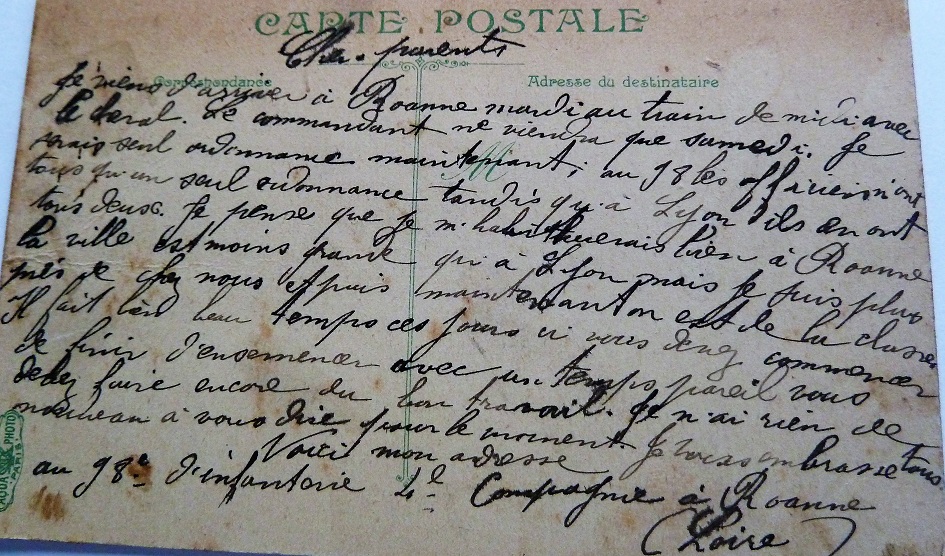 CARTE POSTALE
Cher parents
Correspondance
Adresse du destinataire
Je viens d'arriver à Roanne mardi au train de midi avec
le cheval. Le commandant ne viendra que samedi. Je
serais seul ordonnance maintenant, au 98 les officiers n'ont
tous qu'un seul ordonnance tandis qu'à Lyon ils en ont
tous deux. Je pense que je m'habituerais bien à Roanne
la ville est moins grande qu'à Lyon mais je suis plus
près de chez nous et puis maintenant on est de la classe
Il fait bien beau temps ces jours ci vous devez commencer
de finir d'ensemencer avec un temps pareil vous
devez faire encore du bon travail. Je n'ai rien de
nouveau à vous dire pour le moment. Je vous embrasse tous.
Voici mon adresse
au 98e d'infanterie 4e Compagnie à Roanne
(Loire)
PHOTO
PARIS